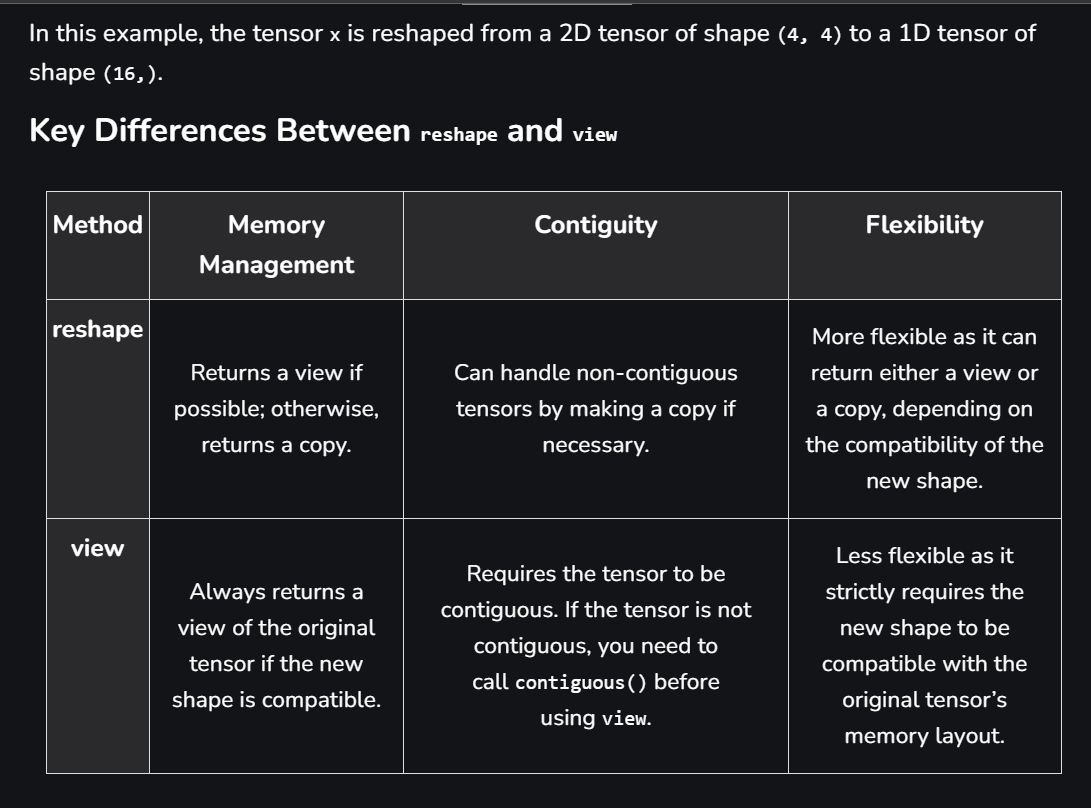 In this example, the tensor x is reshaped from a 2D tensor of shape (4, 4) to a 1D tensor of
shape (16,).
Key Differences Between reshape and view
Method
Memory
Management
Contiguity
Flexibility
reshape
Returns a view if
possible; otherwise,
returns a copy.
Can handle non-contiguous
tensors by making a copy if
necessary.
More flexible as it can
return either a view or
a copy, depending on
the compatibility of the
new shape.
view
Always returns a
view of the original
tensor if the new
shape is compatible.
Requires the tensor to be
contiguous. If the tensor is not
contiguous, you need to
call contiguous() before
using view.
Less flexible as it
strictly requires the
new shape to be
compatible with the
original tensor’s
memory layout.